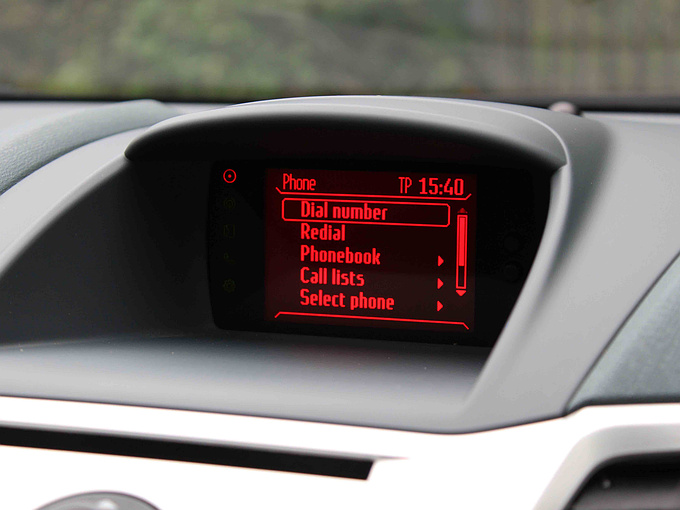 Phone TP 15:40
Dial number
Redial
Phonebook
Call lists
Select phone